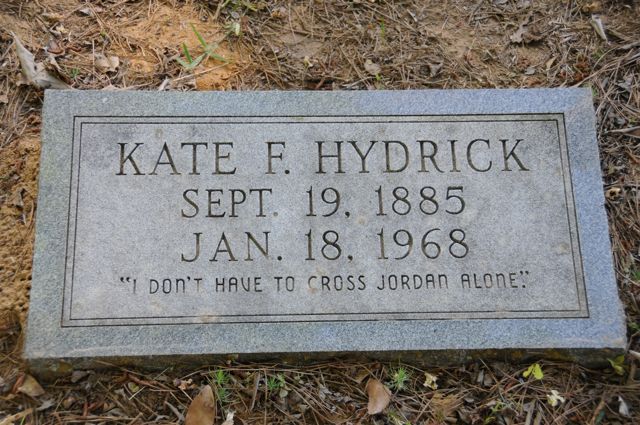 KATE F. HYDRICK
SEPT. 19, 1885
JAN. 18, 1968
"I DON'T HAVE TO CROSS JORDAN ALONE."